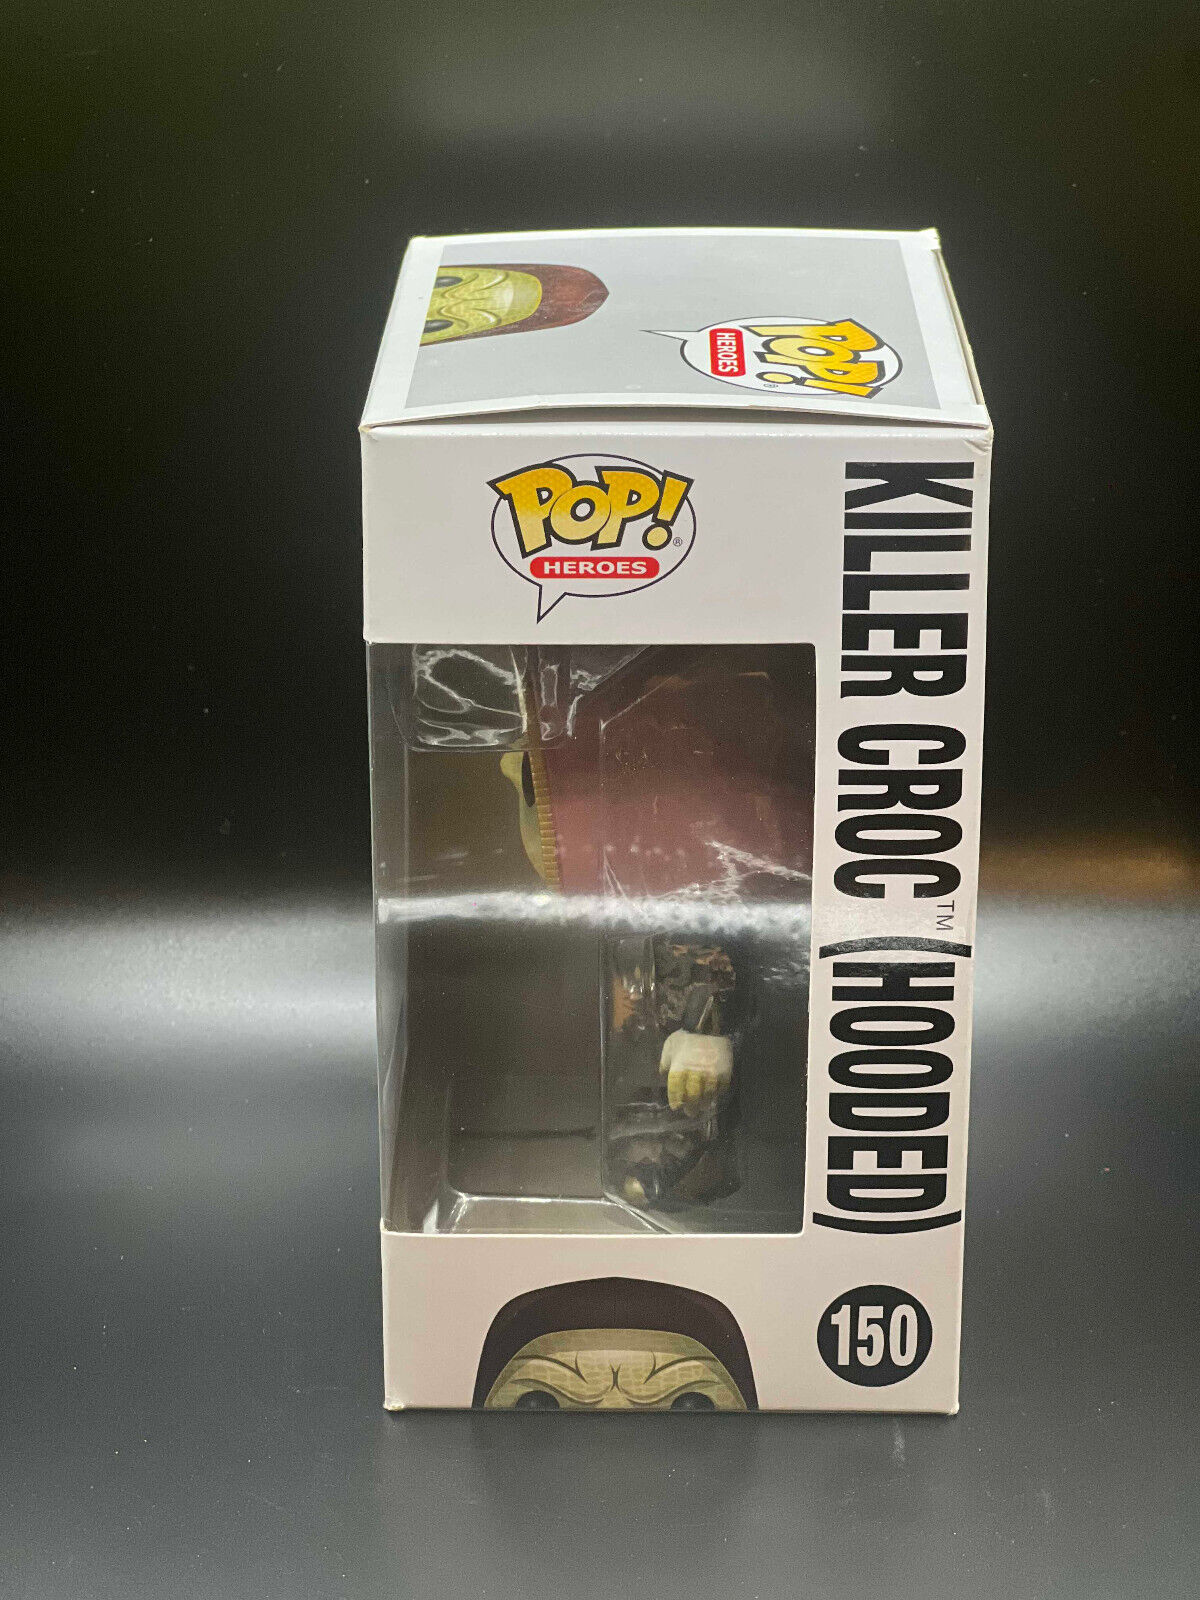 POP!®
HEROES
POP!®
HEROES
KILLER CROC™ (HOODED)
150